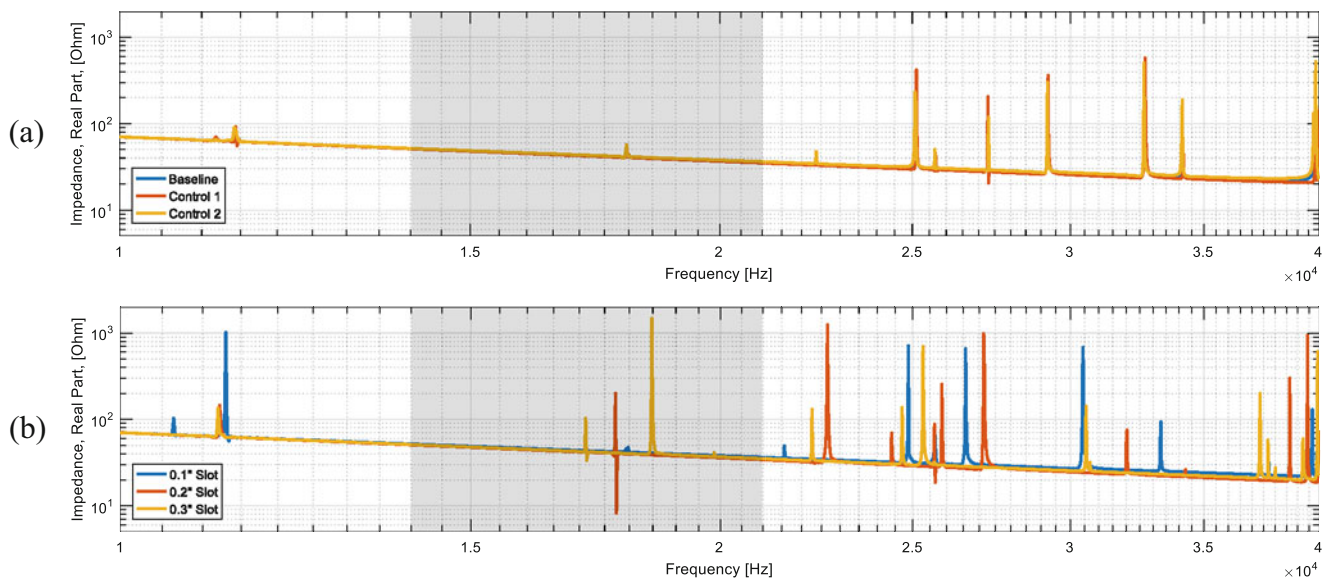 (a)
Impedance, Real Part, [Ohm]
10³
10²
10¹
Baseline
Control 1
Control 2
1 1.5 2 2.5 3 3.5 4
Frequency [Hz]
×10⁴
(b)
Impedance, Real Part, [Ohm]
10³
10²
10¹
0.1" Slot
0.2" Slot
0.3" Slot
1 1.5 2 2.5 3 3.5 4
Frequency [Hz]
×10⁴